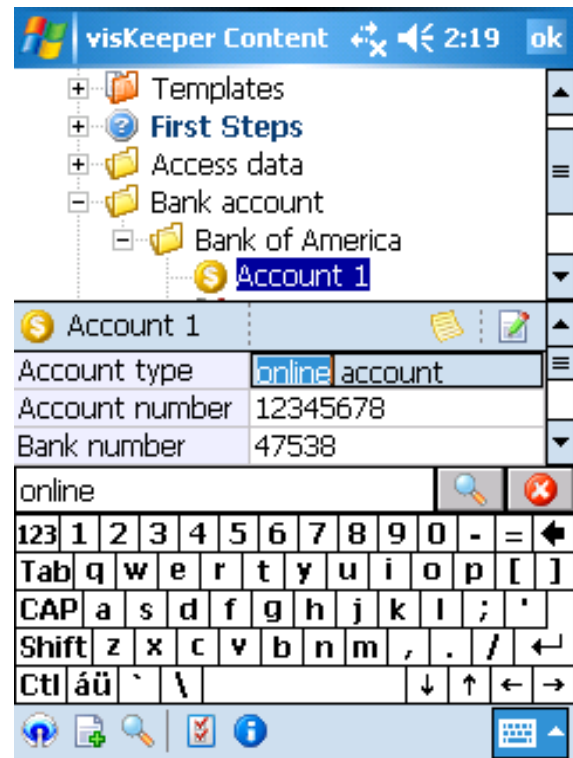 visKeeper Content 2:19 ok
Templates
First Steps
Access data
Bank account
Bank of America
Account 1
Account 1
Account type online account
Account number 12345678
Bank number 47538
online
123 1 2 3 4 5 6 7 8 9 0 - =
Tab q w e r t y u i o p [ ]
CAP a s d f g h j k l ; '
Shift z x c v b n m , . /
Ctl áü ` \ ↓ ↑ ← →